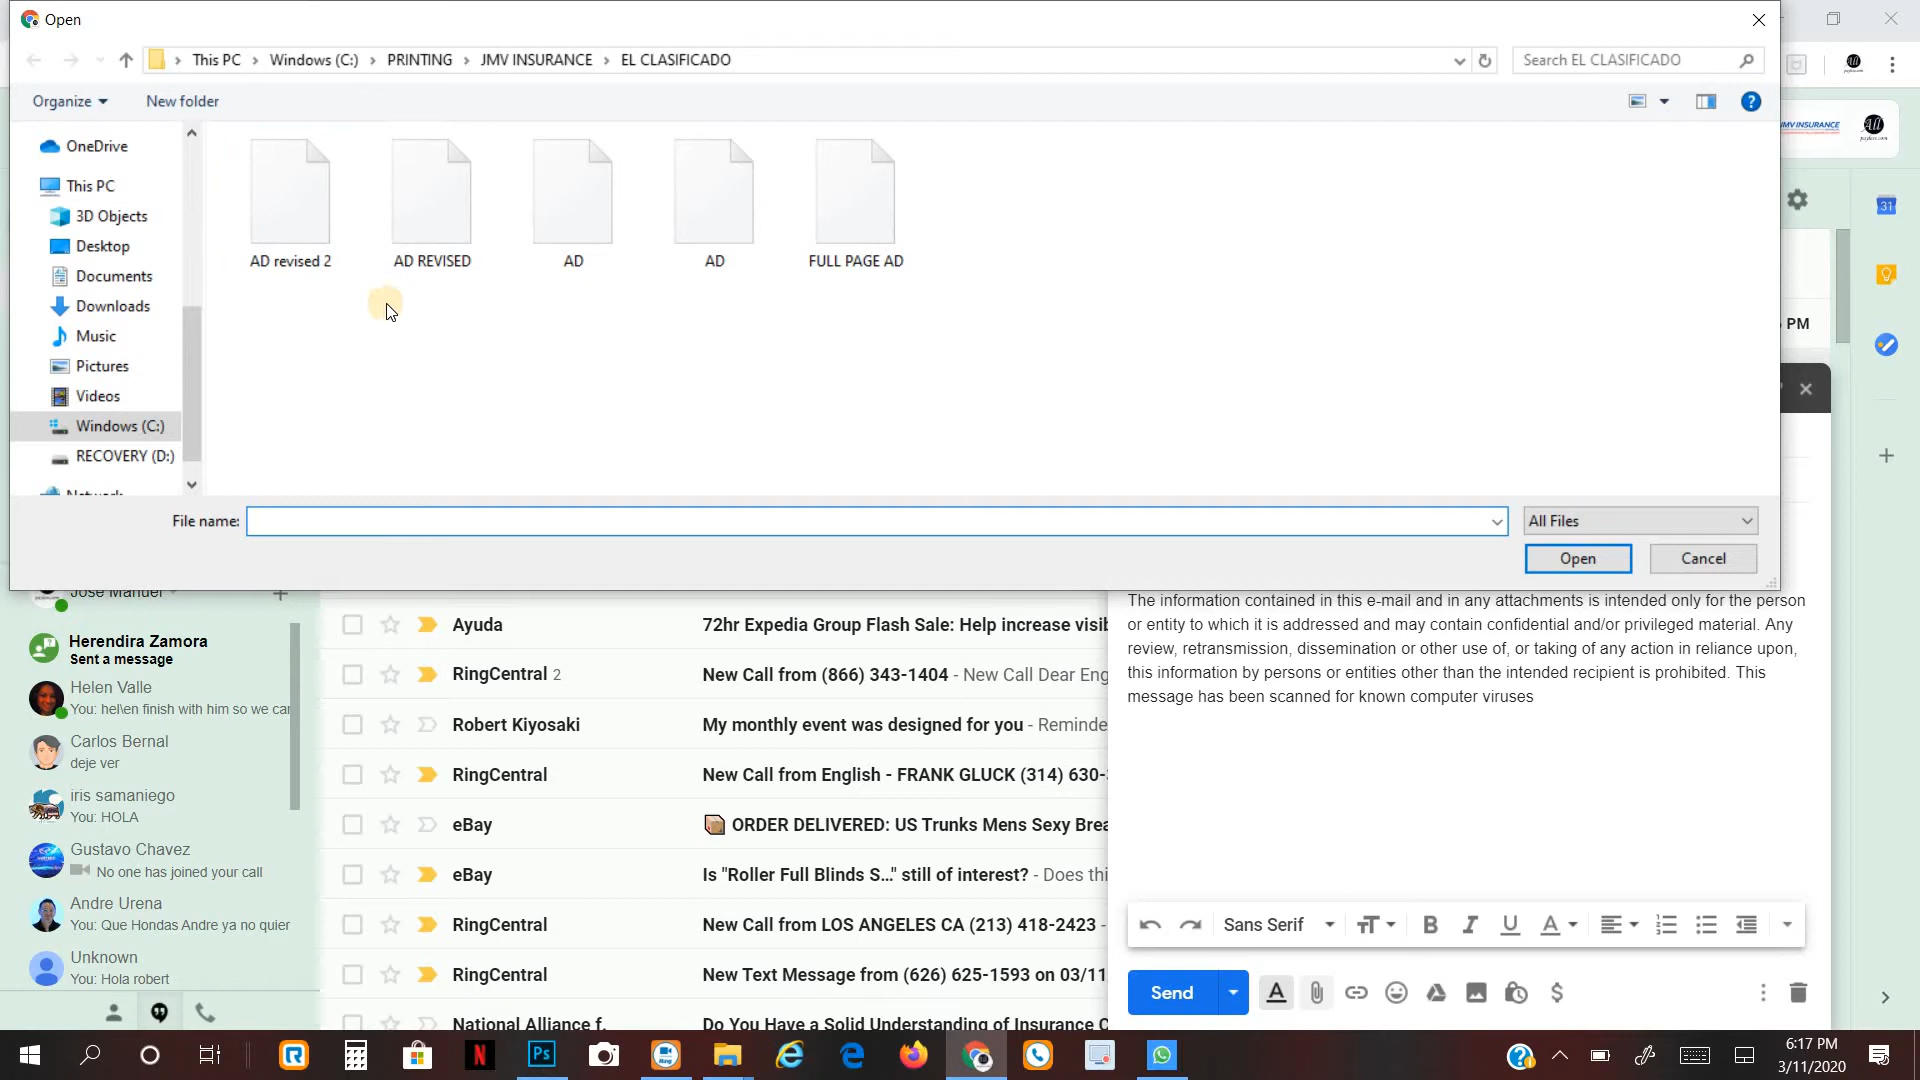 Open
This PC > Windows (C:) > PRINTING > JMV INSURANCE > EL CLASIFICADO
Search EL CLASIFICADO
Organize
New folder
OneDrive
This PC
3D Objects
Desktop
Documents
Downloads
Music
Pictures
Videos
Windows (C:)
RECOVERY (D:)
Network
AD revised 2
AD REVISED
AD
AD
FULL PAGE AD
File name:
All Files
Open
Cancel
JMV INSURANCE
All
31
PM
Jose Manuel
Herendira Zamora
Sent a message
Helen Valle
You: hel\en finish with him so we car
Carlos Bernal
deje ver
iris samaniego
You: HOLA
Gustavo Chavez
No one has joined your call
Andre Urena
You: Que Hondas Andre ya no quier
Unknown
You: Hola robert
Ayuda 72hr Expedia Group Flash Sale: Help increase visib
RingCentral 2 New Call from (866) 343-1404 - New Call Dear Eng
Robert Kiyosaki My monthly event was designed for you - Reminde
RingCentral New Call from English - FRANK GLUCK (314) 630-
eBay ORDER DELIVERED: US Trunks Mens Sexy Brea
eBay Is "Roller Full Blinds S..." still of interest? - Does thi
RingCentral New Call from LOS ANGELES CA (213) 418-2423 -
RingCentral New Text Message from (626) 625-1593 on 03/11
National Alliance f. Do You Have a Solid Understanding of Insurance C
The information contained in this e-mail and in any attachments is intended only for the person
or entity to which it is addressed and may contain confidential and/or privileged material. Any
review, retransmission, dissemination or other use of, or taking of any action in reliance upon,
this information by persons or entities other than the intended recipient is prohibited. This
message has been scanned for known computer viruses
Sans Serif
Send
Ps
6:17 PM
3/11/2020